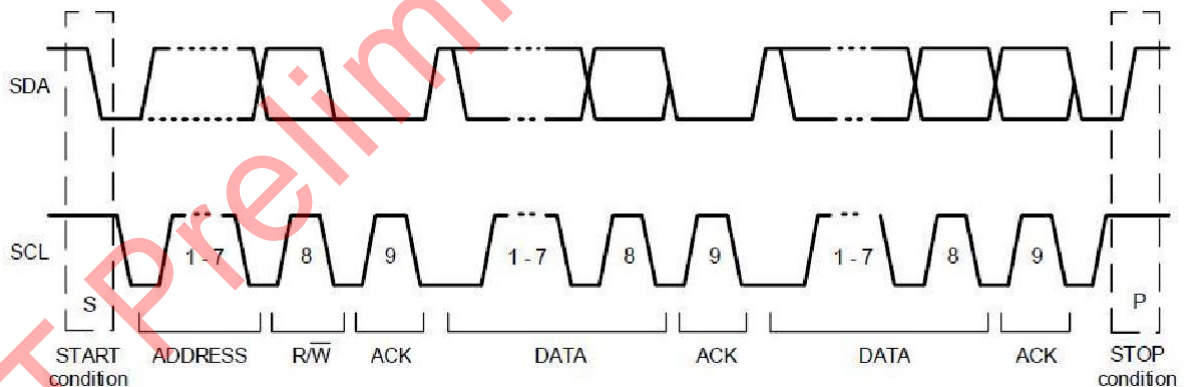 T Prelim
SDA
SCL
1 - 7 8 9 1 - 7 8 9 1 - 7 8 9
S P
START ADDRESS R/W̅ ACK DATA ACK DATA ACK STOP
condition condition